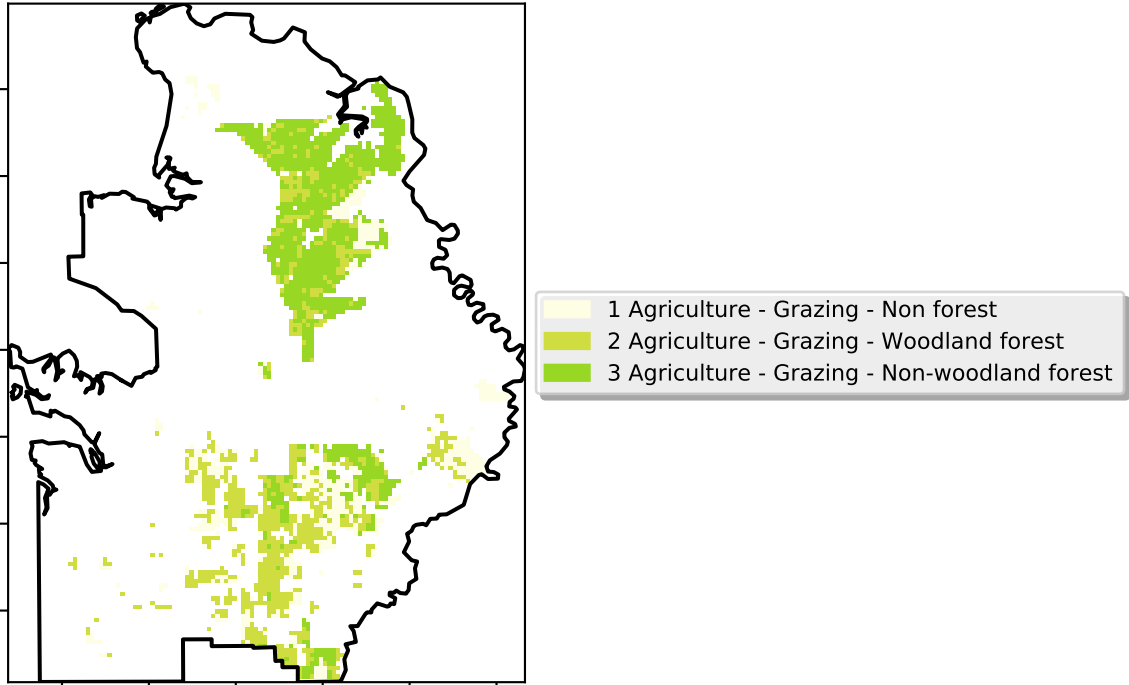 1 Agriculture - Grazing - Non forest
2 Agriculture - Grazing - Woodland forest
3 Agriculture - Grazing - Non-woodland forest